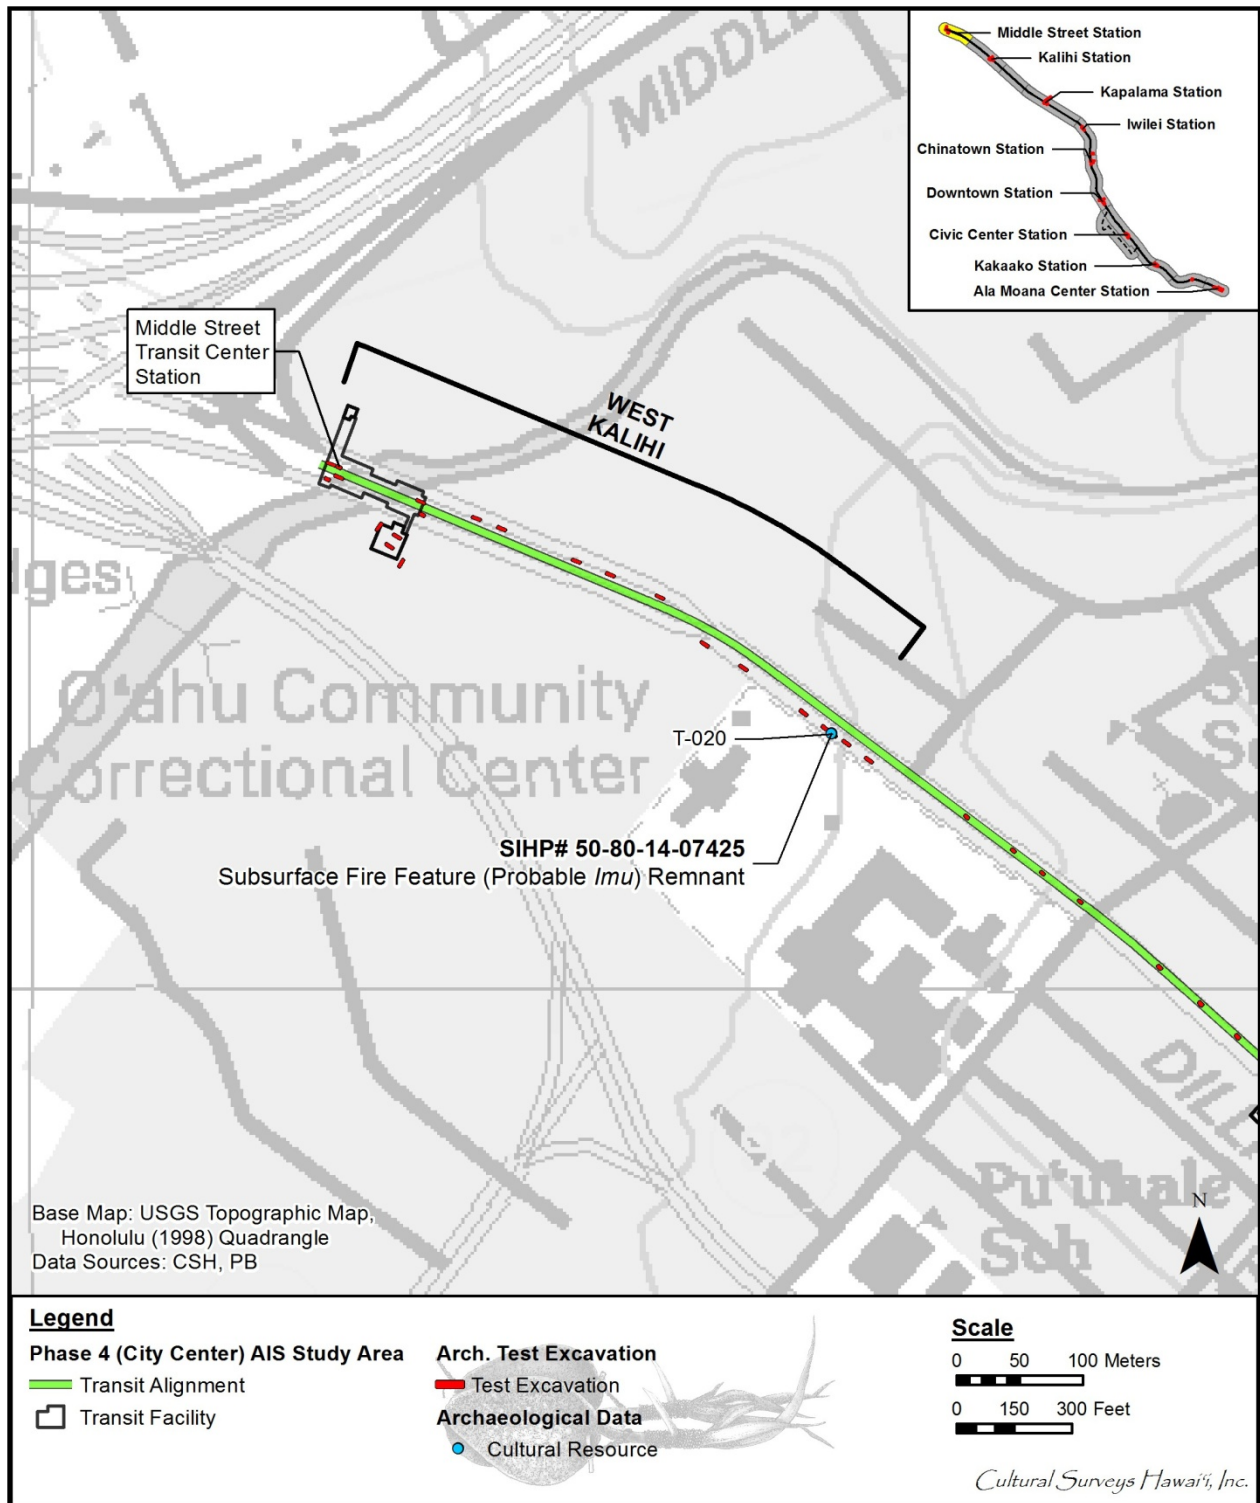 MIDDLE
Middle Street Station
Kalihi Station
Kapalama Station
Iwilei Station
Chinatown Station
Downtown Station
Civic Center Station
Kakaako Station
Ala Moana Center Station
Middle Street
Transit Center
Station
WEST
KALIHI
lges
O'ahu Community
Correctional Center
T-020
SIHP# 50-80-14-07425
Subsurface Fire Feature (Probable Imu) Remnant
Pu'uhale
Sch
N
Base Map: USGS Topographic Map,
Honolulu (1998) Quadrangle
Data Sources: CSH, PB
Legend
Phase 4 (City Center) AIS Study Area
Transit Alignment
Transit Facility
Arch. Test Excavation
Test Excavation
Archaeological Data
Cultural Resource
Scale
0 50 100 Meters
0 150 300 Feet
Cultural Surveys Hawai'i, Inc.